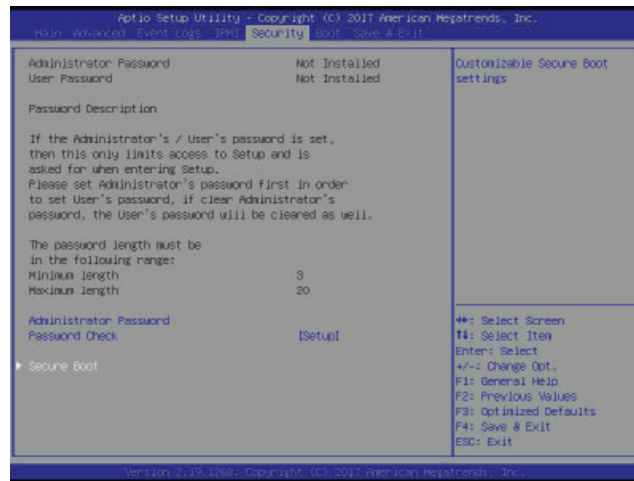 Aptio Setup Utility - Copyright (C) 2017 American Megatrends, Inc.
Main Advanced Event Logs IPMI Security Boot Save & Exit
Administrator Password Not Installed
User Password Not Installed
Password Description
If the Administrator's / User's password is set,
then this only limits access to Setup and is
asked for when entering Setup.
Please set Administrator's password first in order
to set User's password, if clear Administrator's
password, the User's password will be cleared as well.
The password length must be
in the following range:
Minimum length 3
Maximum length 20
Administrator Password
Password Check [Setup]
Secure Boot
Customizable Secure Boot
settings
↔: Select Screen
↑↓: Select Item
Enter: Select
+/-: Change Opt.
F1: General Help
F2: Previous Values
F3: Optimized Defaults
F4: Save & Exit
ESC: Exit
Version 2.19.1268. Copyright (C) 2017 American Megatrends, Inc.